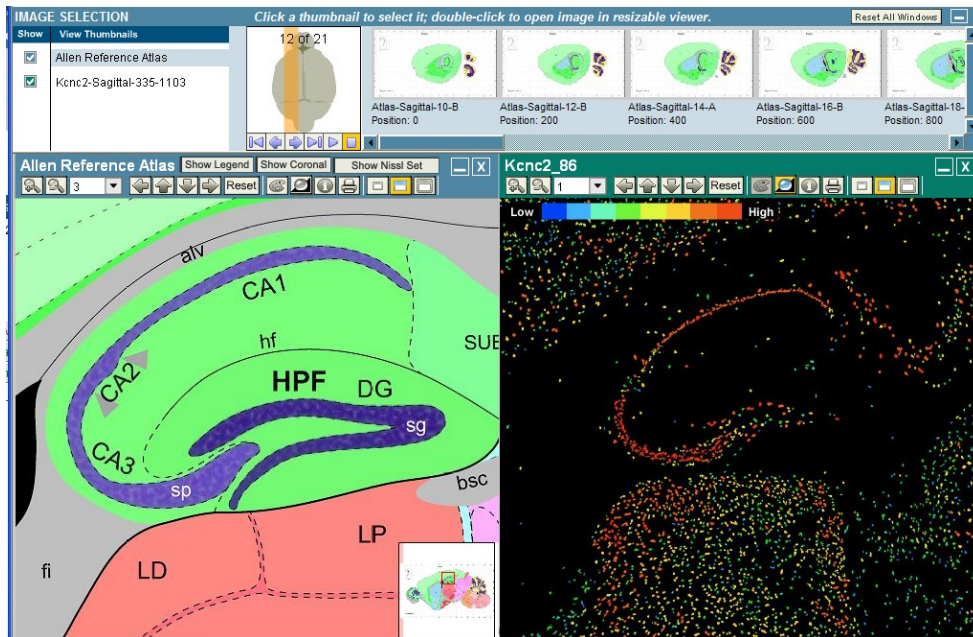 IMAGE SELECTION
Click a thumbnail to select it; double-click to open image in resizable viewer.
Reset All Windows
Show View Thumbnails
Allen Reference Atlas
Kcnc2-Sagittal-335-1103
12 of 21
Atlas-Sagittal-10-B
Position: 0
Atlas-Sagittal-12-B
Position: 200
Atlas-Sagittal-14-A
Position: 400
Atlas-Sagittal-16-B
Position: 600
Atlas-Sagittal-18-
Position: 800
Allen Reference Atlas
Show Legend
Show Coronal
Show Nissl Set
X
3
Reset
Kcnc2_86
X
1
Reset
Low
High
alv
CA1
hf
SUB
CA2
HPF
DG
sg
CA3
sp
bsc
LP
LD
fi